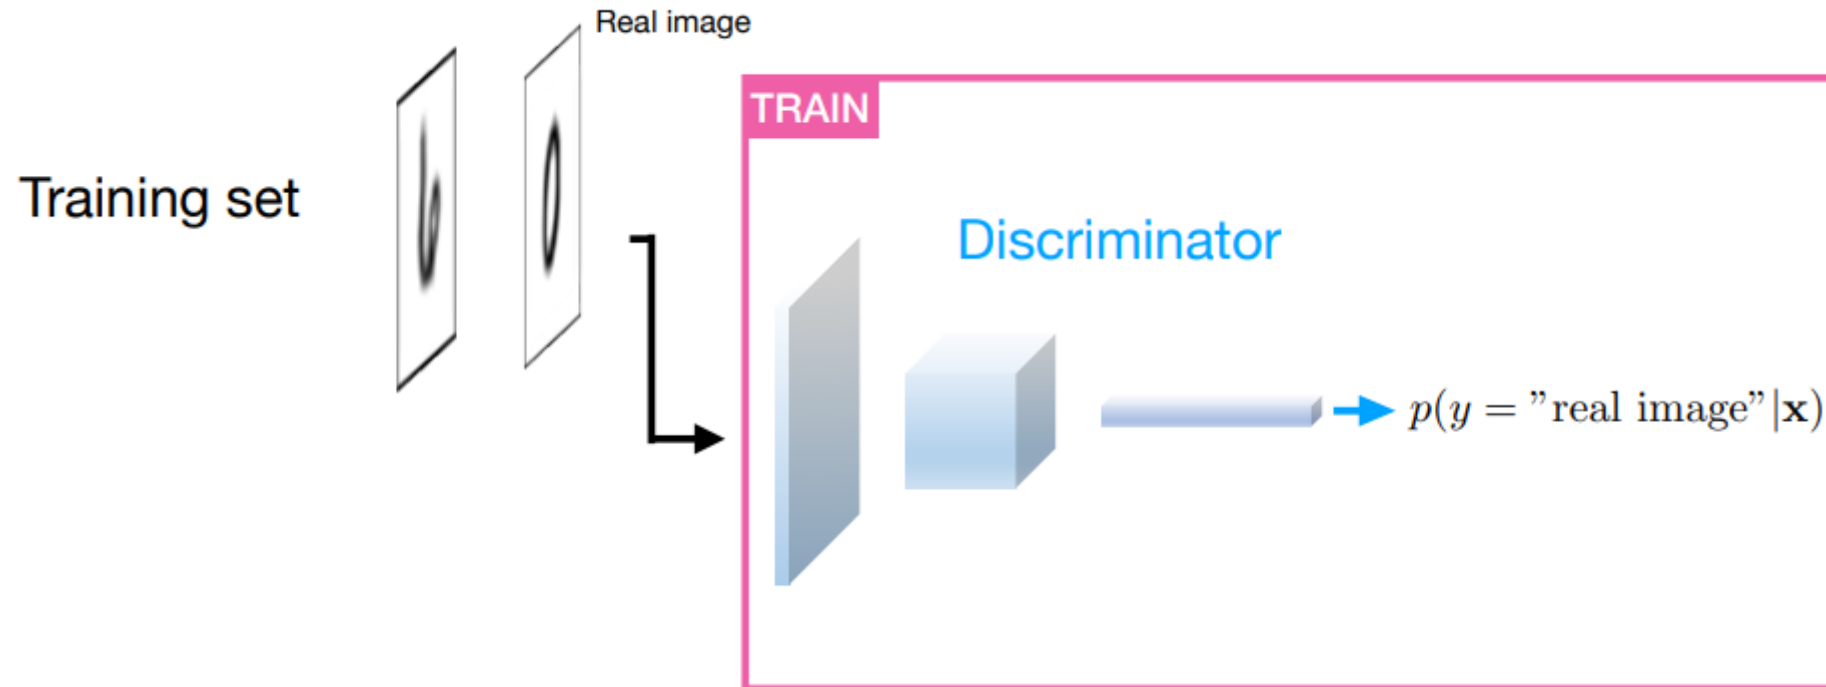 Real image
TRAIN
Training set
Discriminator
p(y = ”real image”|x)